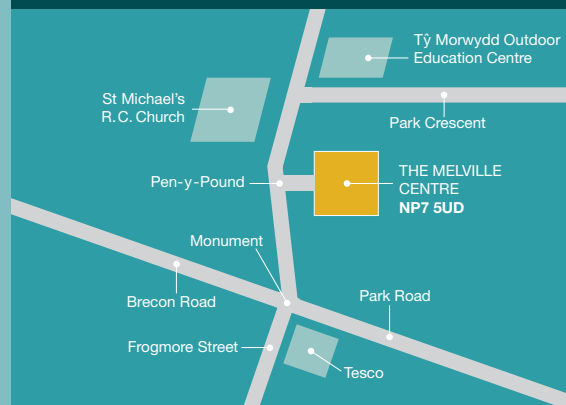 Tŷ Morwydd Outdoor
Education Centre
St Michael's
R.C. Church
Park Crescent
Pen-y-Pound
THE MELVILLE
CENTRE
NP7 5UD
Monument
Brecon Road
Park Road
Frogmore Street
Tesco